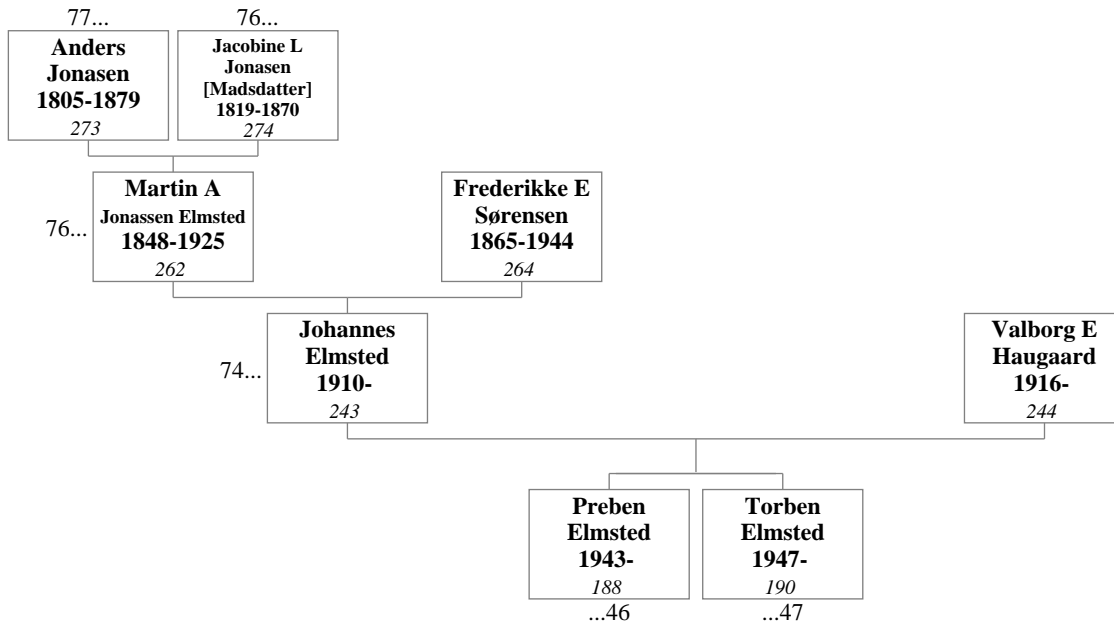 77...
76...
Anders
Jonasen
1805-1879
273
Jacobine L
Jonasen
[Madsdatter]
1819-1870
274
76...
Martin A
Jonassen Elmsted
1848-1925
262
Frederikke E
Sørensen
1865-1944
264
74...
Johannes
Elmsted
1910-
243
Valborg E
Haugaard
1916-
244
Preben
Elmsted
1943-
188
...46
Torben
Elmsted
1947-
190
...47